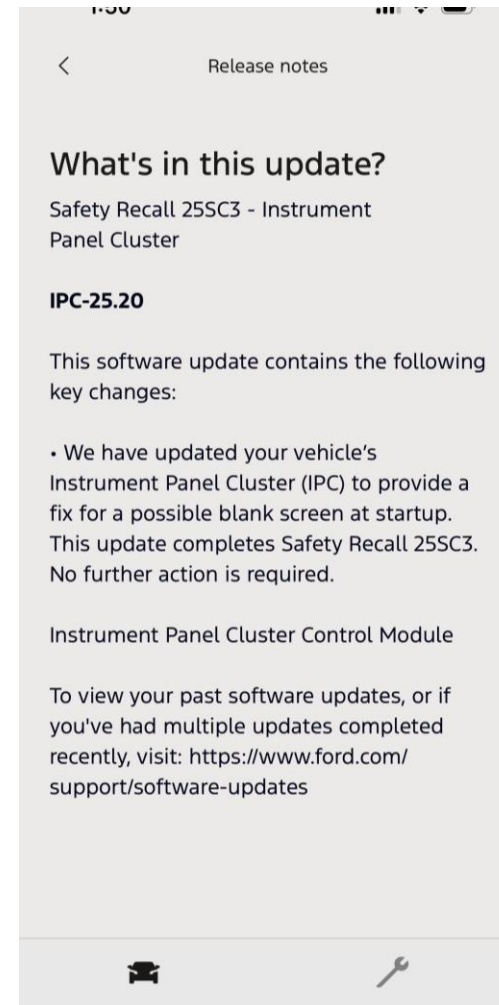 Release notes
What's in this update?
Safety Recall 25SC3 - Instrument
Panel Cluster
IPC-25.20
This software update contains the following
key changes:
• We have updated your vehicle’s
Instrument Panel Cluster (IPC) to provide a
fix for a possible blank screen at startup.
This update completes Safety Recall 25SC3.
No further action is required.
Instrument Panel Cluster Control Module
To view your past software updates, or if
you've had multiple updates completed
recently, visit: https://www.ford.com/
support/software-updates